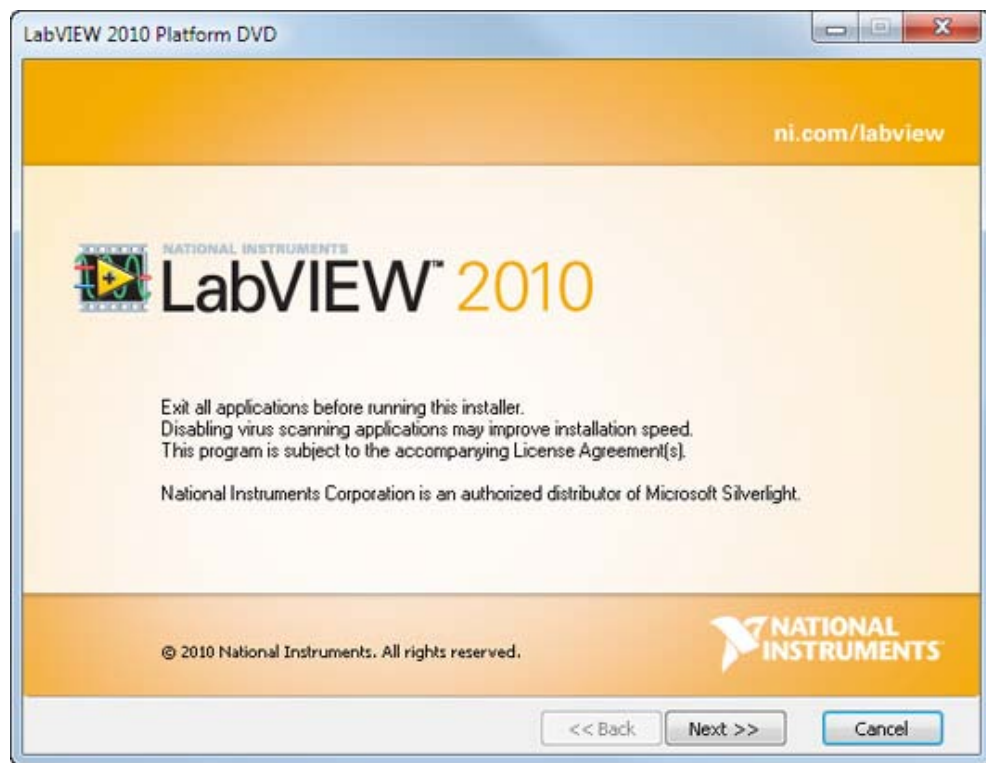 LabVIEW 2010 Platform DVD
ni.com/labview
NATIONAL INSTRUMENTS
LabVIEW™ 2010
Exit all applications before running this installer.
Disabling virus scanning applications may improve installation speed.
This program is subject to the accompanying License Agreement(s).
National Instruments Corporation is an authorized distributor of Microsoft Silverlight.
© 2010 National Instruments. All rights reserved.
NATIONAL
INSTRUMENTS
<< Back Next >> Cancel